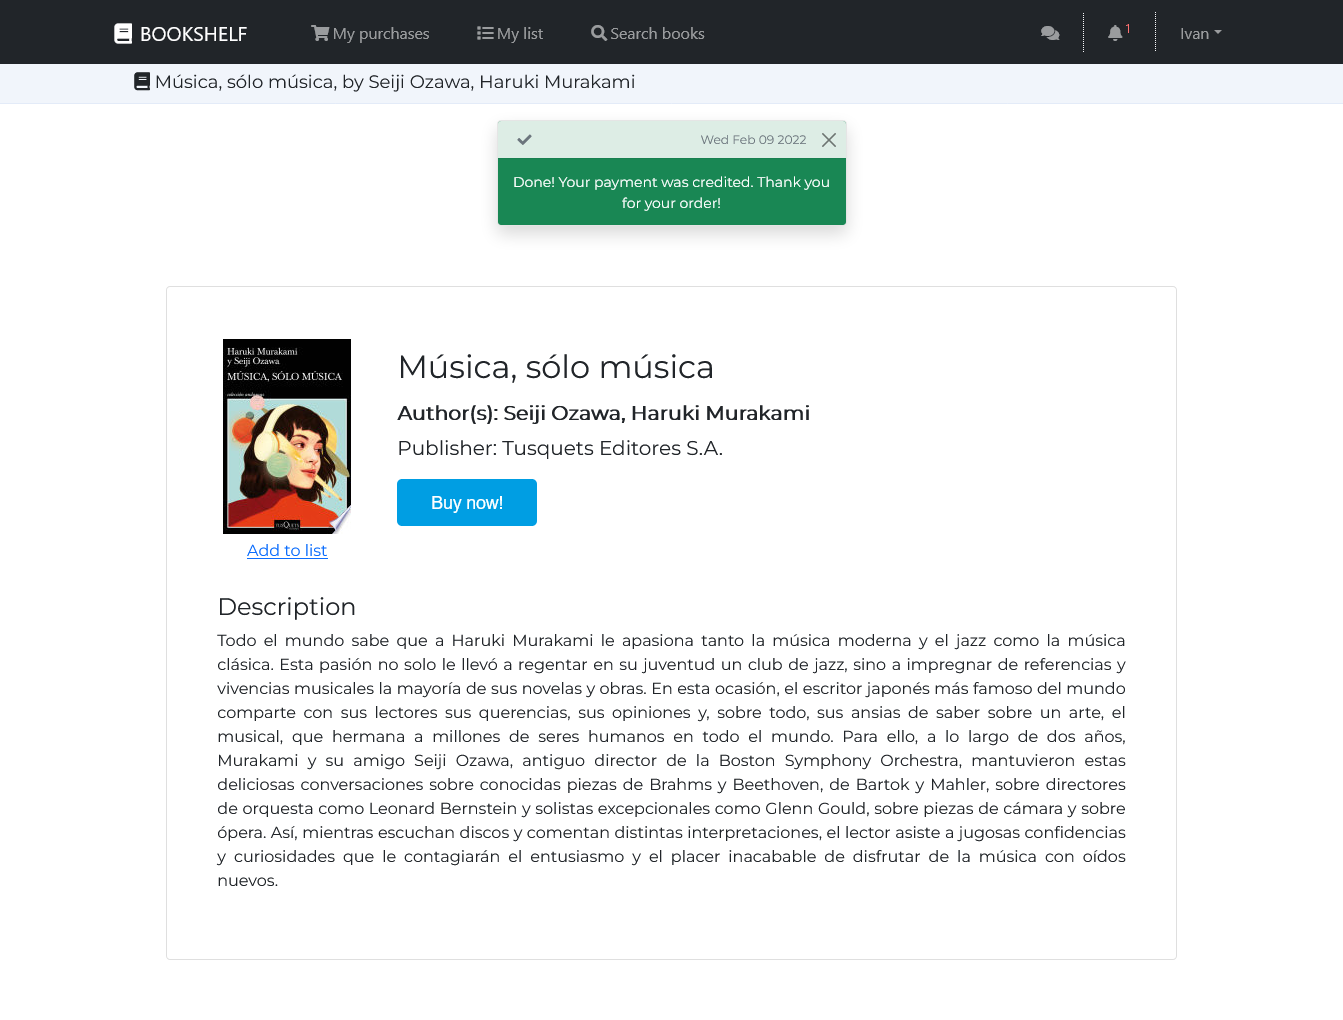 BOOKSHELF My purchases My list Search books 1 Ivan
Música, sólo música, by Seiji Ozawa, Haruki Murakami
Wed Feb 09 2022
Done! Your payment was credited. Thank you
for your order!
Haruki Murakami
y Seiji Ozawa
MÚSICA, SÓLO MÚSICA
colección andanzas
TUSQUETS
Música, sólo música
Author(s): Seiji Ozawa, Haruki Murakami
Publisher: Tusquets Editores S.A.
Buy now!
Add to list
Description
Todo el mundo sabe que a Haruki Murakami le apasiona tanto la música moderna y el jazz como la música
clásica. Esta pasión no solo le llevó a regentar en su juventud un club de jazz, sino a impregnar de referencias y
vivencias musicales la mayoría de sus novelas y obras. En esta ocasión, el escritor japonés más famoso del mundo
comparte con sus lectores sus querencias, sus opiniones y, sobre todo, sus ansias de saber sobre un arte, el
musical, que hermana a millones de seres humanos en todo el mundo. Para ello, a lo largo de dos años,
Murakami y su amigo Seiji Ozawa, antiguo director de la Boston Symphony Orchestra, mantuvieron estas
deliciosas conversaciones sobre conocidas piezas de Brahms y Beethoven, de Bartok y Mahler, sobre directores
de orquesta como Leonard Bernstein y solistas excepcionales como Glenn Gould, sobre piezas de cámara y sobre
ópera. Así, mientras escuchan discos y comentan distintas interpretaciones, el lector asiste a jugosas confidencias
y curiosidades que le contagiarán el entusiasmo y el placer inacabable de disfrutar de la música con oídos
nuevos.